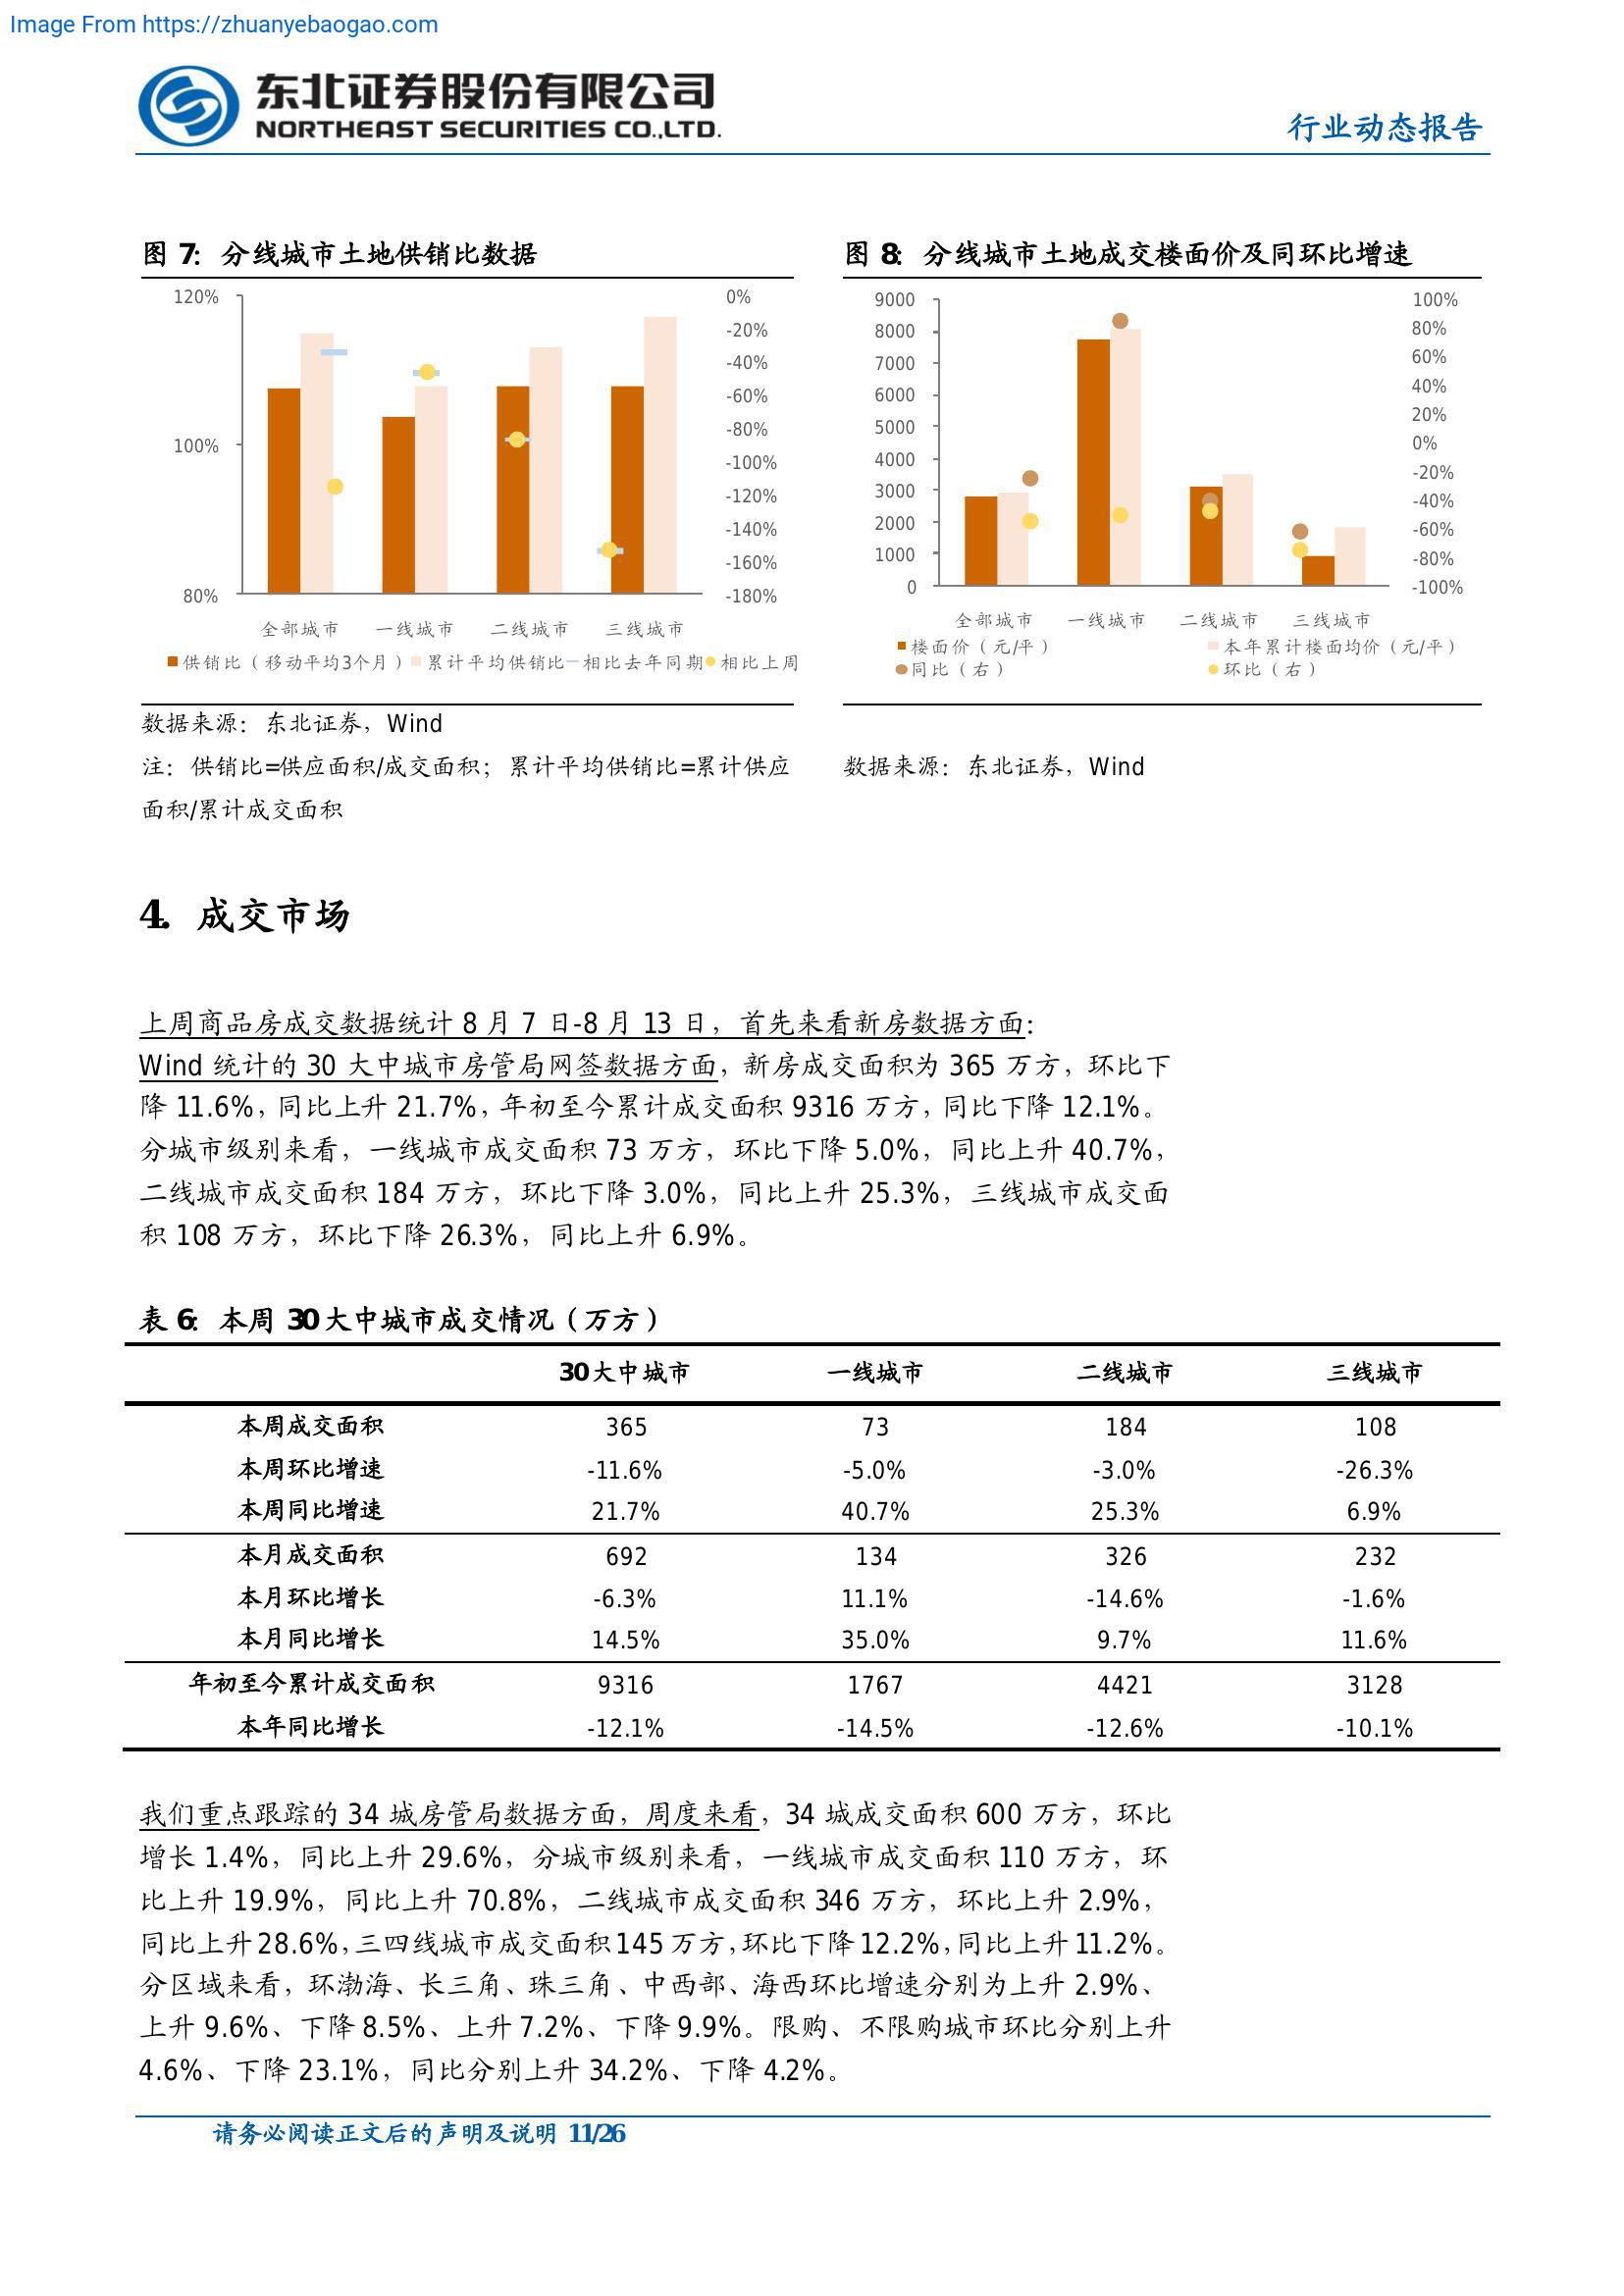 Image From https://zhuanyebaogao.com
东北证券股份有限公司
NORTHEAST SECURITIES CO.,LTD.
行业动态报告
图 7: 分线城市土地供销比数据
120%
100%
80%
0%
-20%
-40%
-60%
-80%
-100%
-120%
-140%
-160%
-180%
全部城市 一线城市 二线城市 三线城市
供销比（移动平均3个月） 累计平均供销比 相比去年同期 相比上周
数据来源：东北证券，Wind
注：供销比=供应面积/成交面积；累计平均供销比=累计供应
面积/累计成交面积
图 8: 分线城市土地成交楼面价及同环比增速
9000
8000
7000
6000
5000
4000
3000
2000
1000
0
100%
80%
60%
40%
20%
0%
-20%
-40%
-60%
-80%
-100%
全部城市 一线城市 二线城市 三线城市
楼面价（元/平） 本年累计楼面均价（元/平）
同比（右） 环比（右）
数据来源：东北证券，Wind
4. 成交市场
上周商品房成交数据统计 8 月 7 日-8 月 13 日，首先来看新房数据方面：
Wind 统计的 30 大中城市房管局网签数据方面，新房成交面积为 365 万方，环比下
降 11.6%，同比上升 21.7%，年初至今累计成交面积 9316 万方，同比下降 12.1%。
分城市级别来看，一线城市成交面积 73 万方，环比下降 5.0%，同比上升 40.7%，
二线城市成交面积 184 万方，环比下降 3.0%，同比上升 25.3%，三线城市成交面
积 108 万方，环比下降 26.3%，同比上升 6.9%。
表 6: 本周 30 大中城市成交情况（万方）
30大中城市 一线城市 二线城市 三线城市
本周成交面积 365 73 184 108
本周环比增速 -11.6% -5.0% -3.0% -26.3%
本周同比增速 21.7% 40.7% 25.3% 6.9%
本月成交面积 692 134 326 232
本月环比增长 -6.3% 11.1% -14.6% -1.6%
本月同比增长 14.5% 35.0% 9.7% 11.6%
年初至今累计成交面积 9316 1767 4421 3128
本年同比增长 -12.1% -14.5% -12.6% -10.1%
我们重点跟踪的 34 城房管局数据方面，周度来看，34 城成交面积 600 万方，环比
增长 1.4%，同比上升 29.6%，分城市级别来看，一线城市成交面积 110 万方，环
比上升 19.9%，同比上升 70.8%，二线城市成交面积 346 万方，环比上升 2.9%，
同比上升 28.6%，三四线城市成交面积 145 万方，环比下降 12.2%，同比上升 11.2%。
分区域来看，环渤海、长三角、珠三角、中西部、海西环比增速分别为上升 2.9%、
上升 9.6%、下降 8.5%、上升 7.2%、下降 9.9%。限购、不限购城市环比分别上升
4.6%、下降 23.1%，同比分别上升 34.2%、下降 4.2%。
请务必阅读正文后的声明及说明 11/26